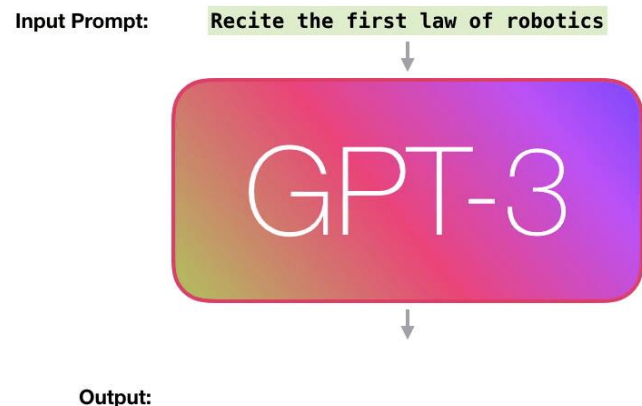 Input Prompt: Recite the first law of robotics
GPT-3
Output: